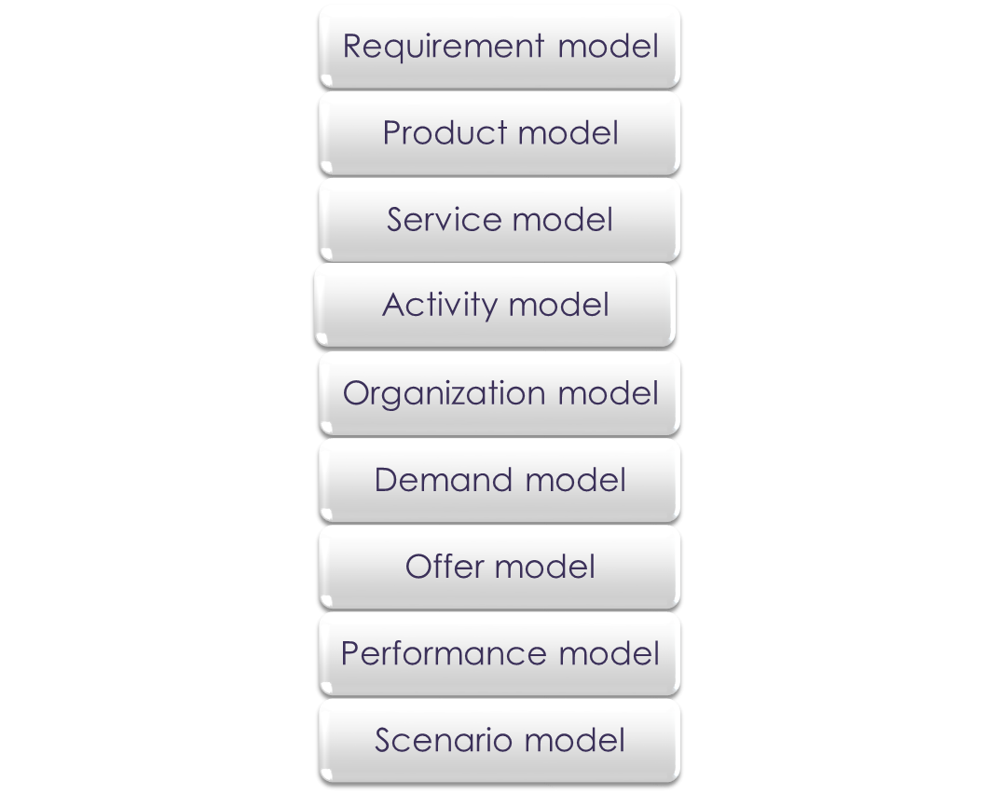 Requirement model
Product model
Service model
Activity model
Organization model
Demand model
Offer model
Performance model
Scenario model